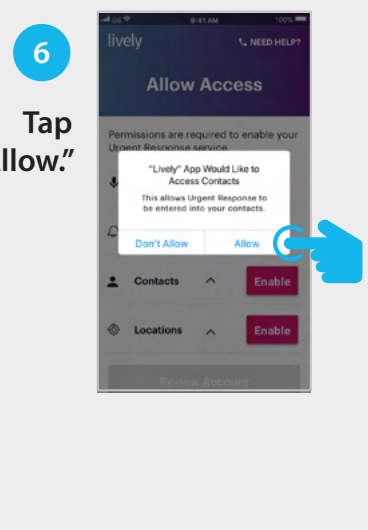 6
Tap
Allow."
9:41 AM 100%
lively NEED HELP?
Allow Access
Permissions are required to enable your
Urgent Response service.
"Lively" App Would Like to
Access Contacts
This allows Urgent Response to
be entered into your contacts.
Don't Allow Allow
Contacts Enable
Locations Enable
Review Account